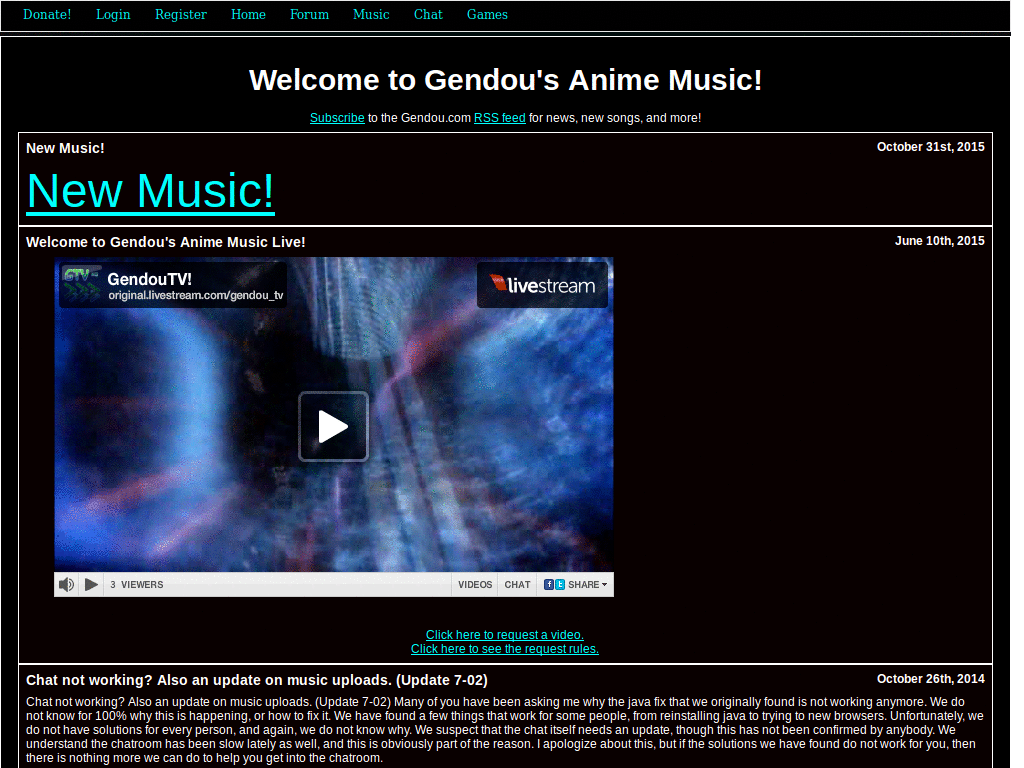 Donate! Login Register Home Forum Music Chat Games
Welcome to Gendou's Anime Music!
Subscribe to the Gendou.com RSS feed for news, new songs, and more!
New Music! October 31st, 2015
New Music!
Welcome to Gendou's Anime Music Live! June 10th, 2015
GTV
GendouTV!
original.livestream.com/gendou_tv
livestream
3 VIEWERS VIDEOS CHAT f t SHARE
Click here to request a video.
Click here to see the request rules.
Chat not working? Also an update on music uploads. (Update 7-02) October 26th, 2014
Chat not working? Also an update on music uploads. (Update 7-02) Many of you have been asking me why the java fix that we originally found is not working anymore. We do
not know for 100% why this is happening, or how to fix it. We have found a few things that work for some people, from reinstalling java to trying to new browsers. Unfortunately, we
do not have solutions for every person, and again, we do not know why. We suspect that the chat itself needs an update, though this has not been confirmed by anybody. We
understand the chatroom has been slow lately as well, and this is obviously part of the reason. I apologize about this, but if the solutions we have found do not work for you, then
there is nothing more we can do to help you get into the chatroom.